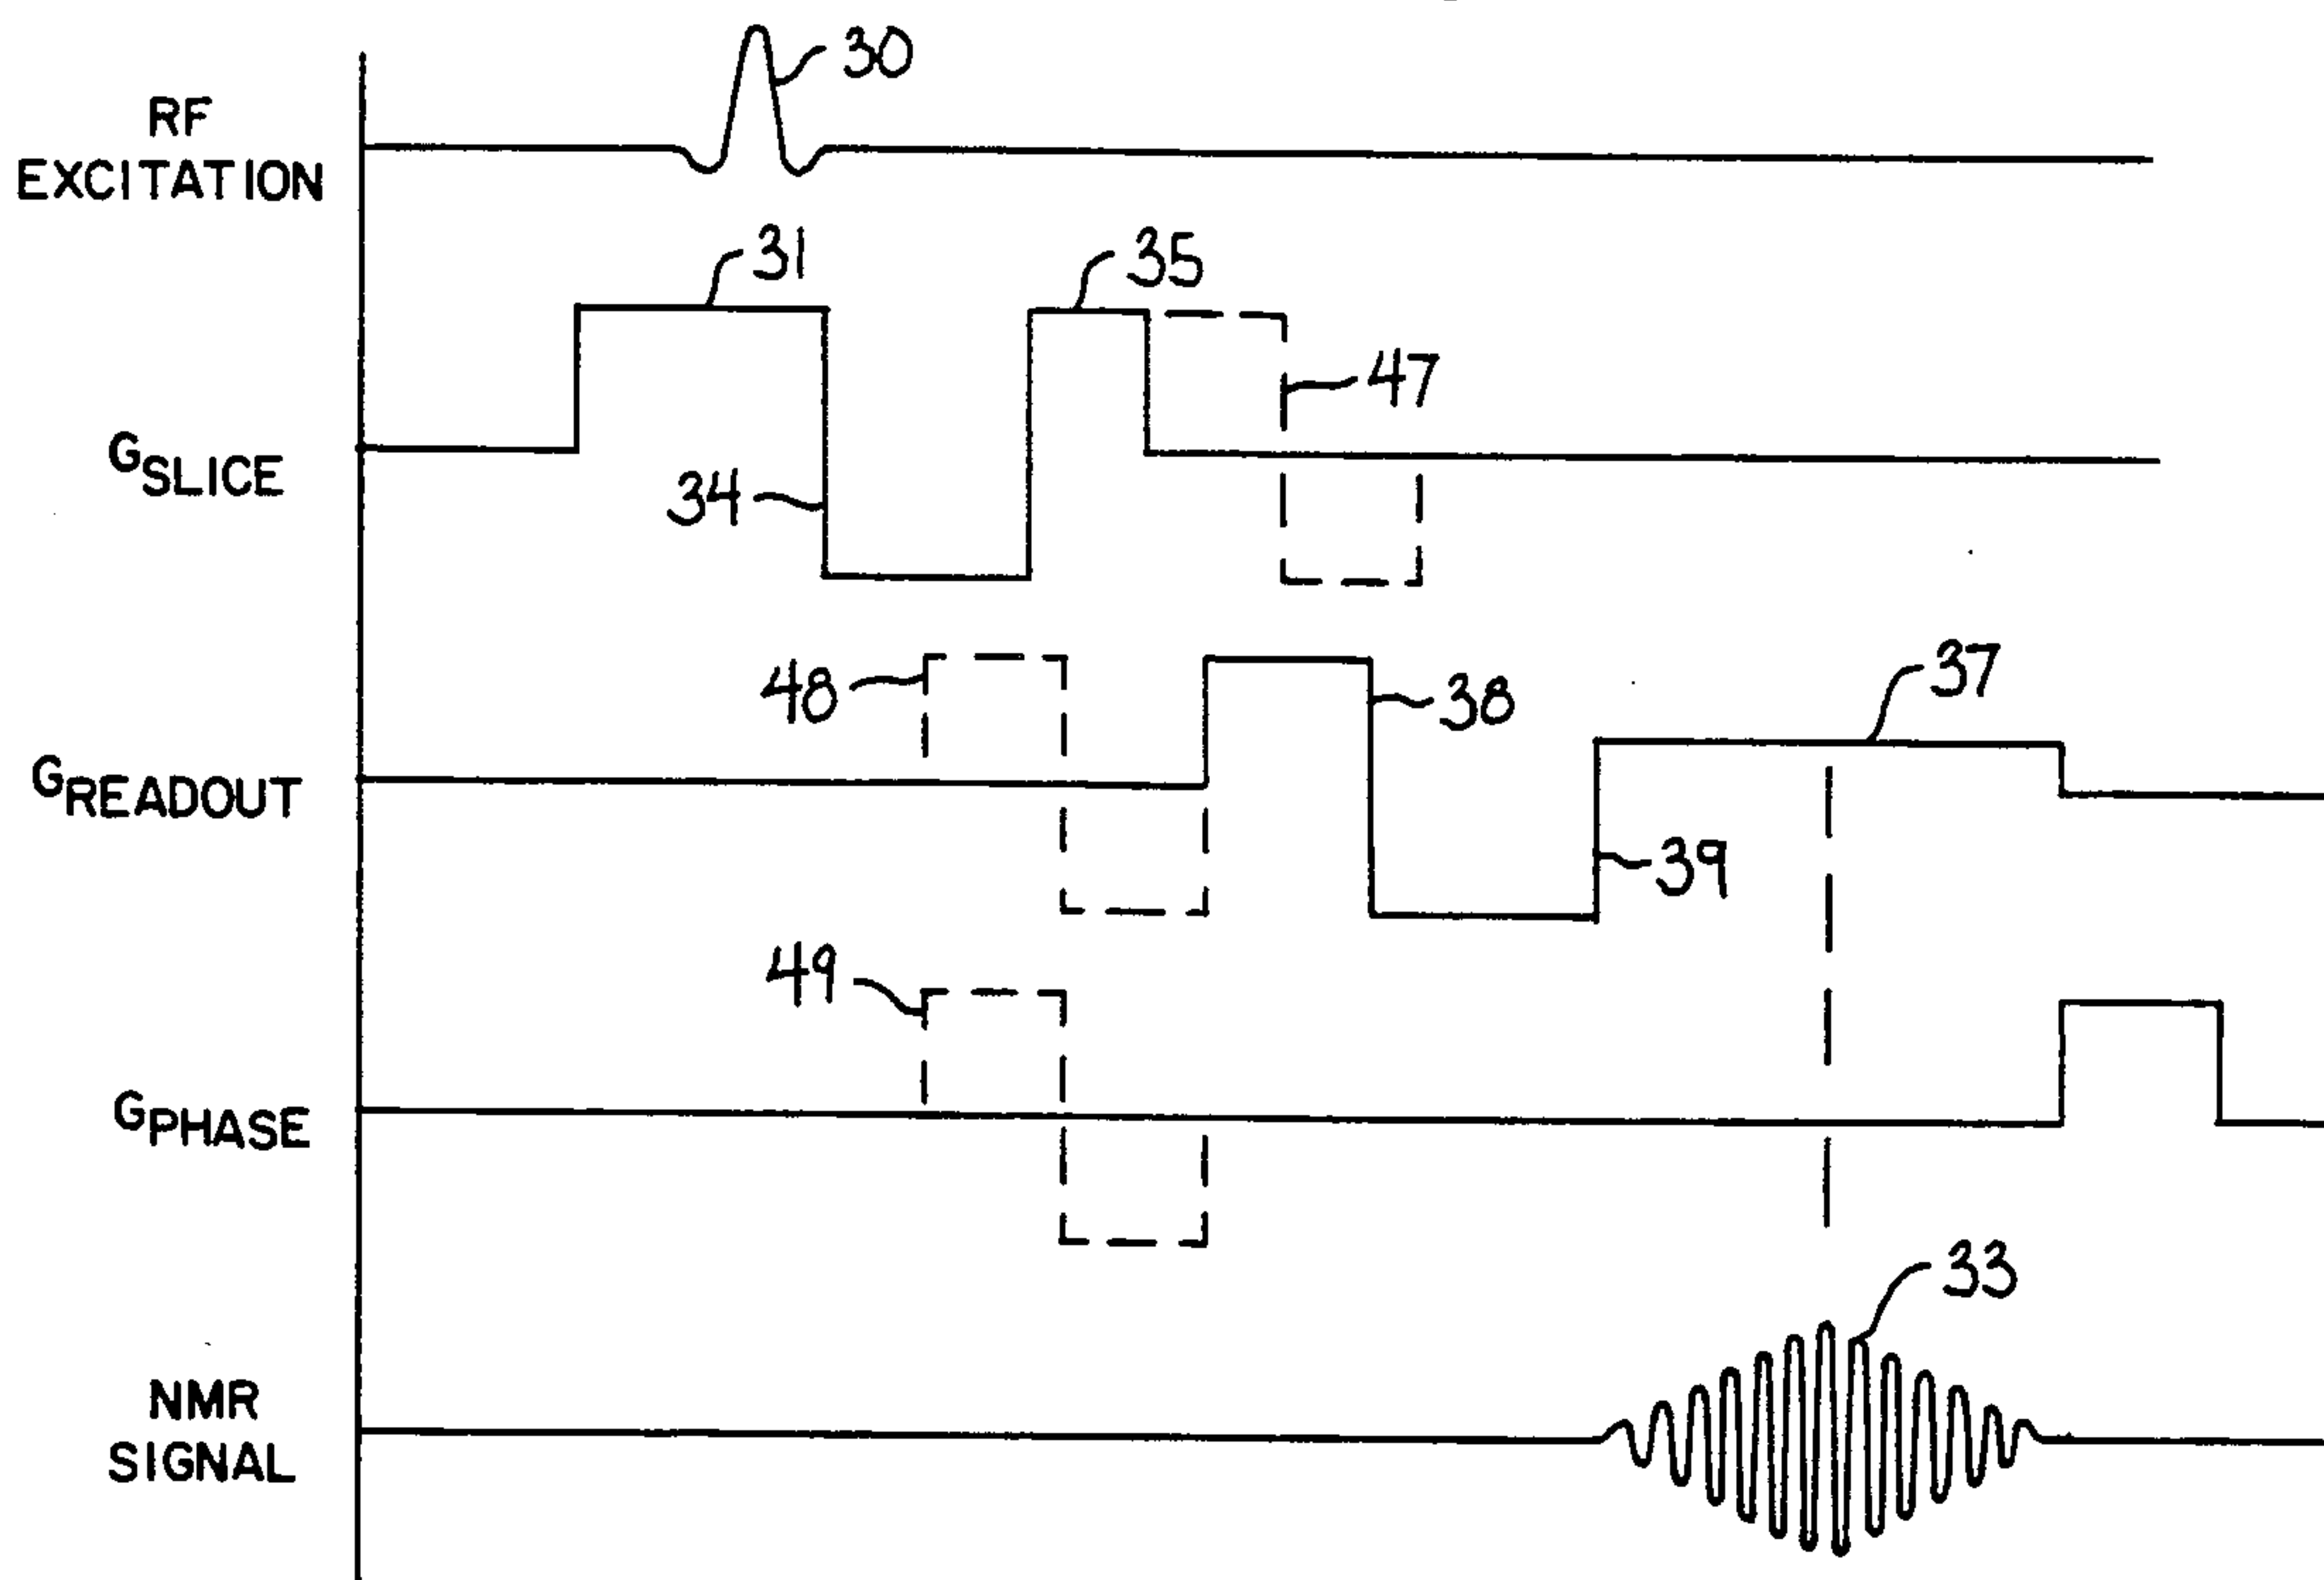 RF
EXCITATION
30
31
35
47
GSLICE
34
48
38
37
GREADOUT
39
49
GPHASE
33
NMR
SIGNAL